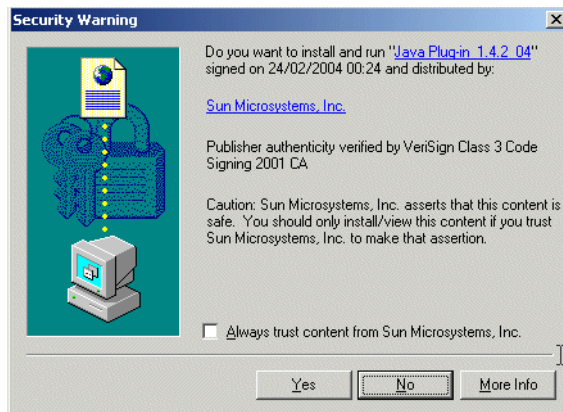 Security Warning
Do you want to install and run "Java Plug-in 1.4.2_04"
signed on 24/02/2004 00:24 and distributed by:
Sun Microsystems, Inc.
Publisher authenticity verified by VeriSign Class 3 Code
Signing 2001 CA
Caution: Sun Microsystems, Inc. asserts that this content is
safe. You should only install/view this content if you trust
Sun Microsystems, Inc. to make that assertion.
Always trust content from Sun Microsystems, Inc.
Yes No More Info